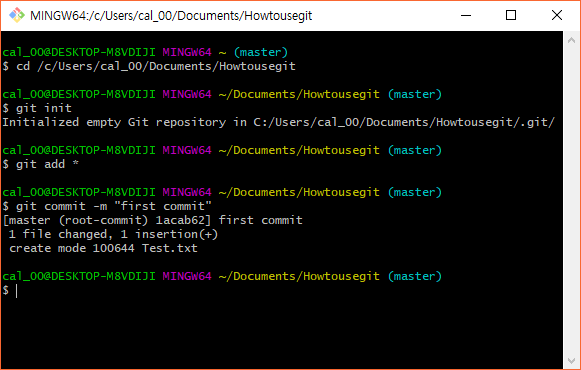 MINGW64:/c/Users/cal_00/Documents/Howtousegit
cal_00@DESKTOP-M8VDIJI MINGW64 ~ (master)
$ cd /c/Users/cal_00/Documents/Howtousegit
cal_00@DESKTOP-M8VDIJI MINGW64 ~/Documents/Howtousegit (master)
$ git init
Initialized empty Git repository in C:/Users/cal_00/Documents/Howtousegit/.git/
cal_00@DESKTOP-M8VDIJI MINGW64 ~/Documents/Howtousegit (master)
$ git add *
cal_00@DESKTOP-M8VDIJI MINGW64 ~/Documents/Howtousegit (master)
$ git commit -m "first commit"
[master (root-commit) 1acab62] first commit
 1 file changed, 1 insertion(+)
 create mode 100644 Test.txt
cal_00@DESKTOP-M8VDIJI MINGW64 ~/Documents/Howtousegit (master)
$